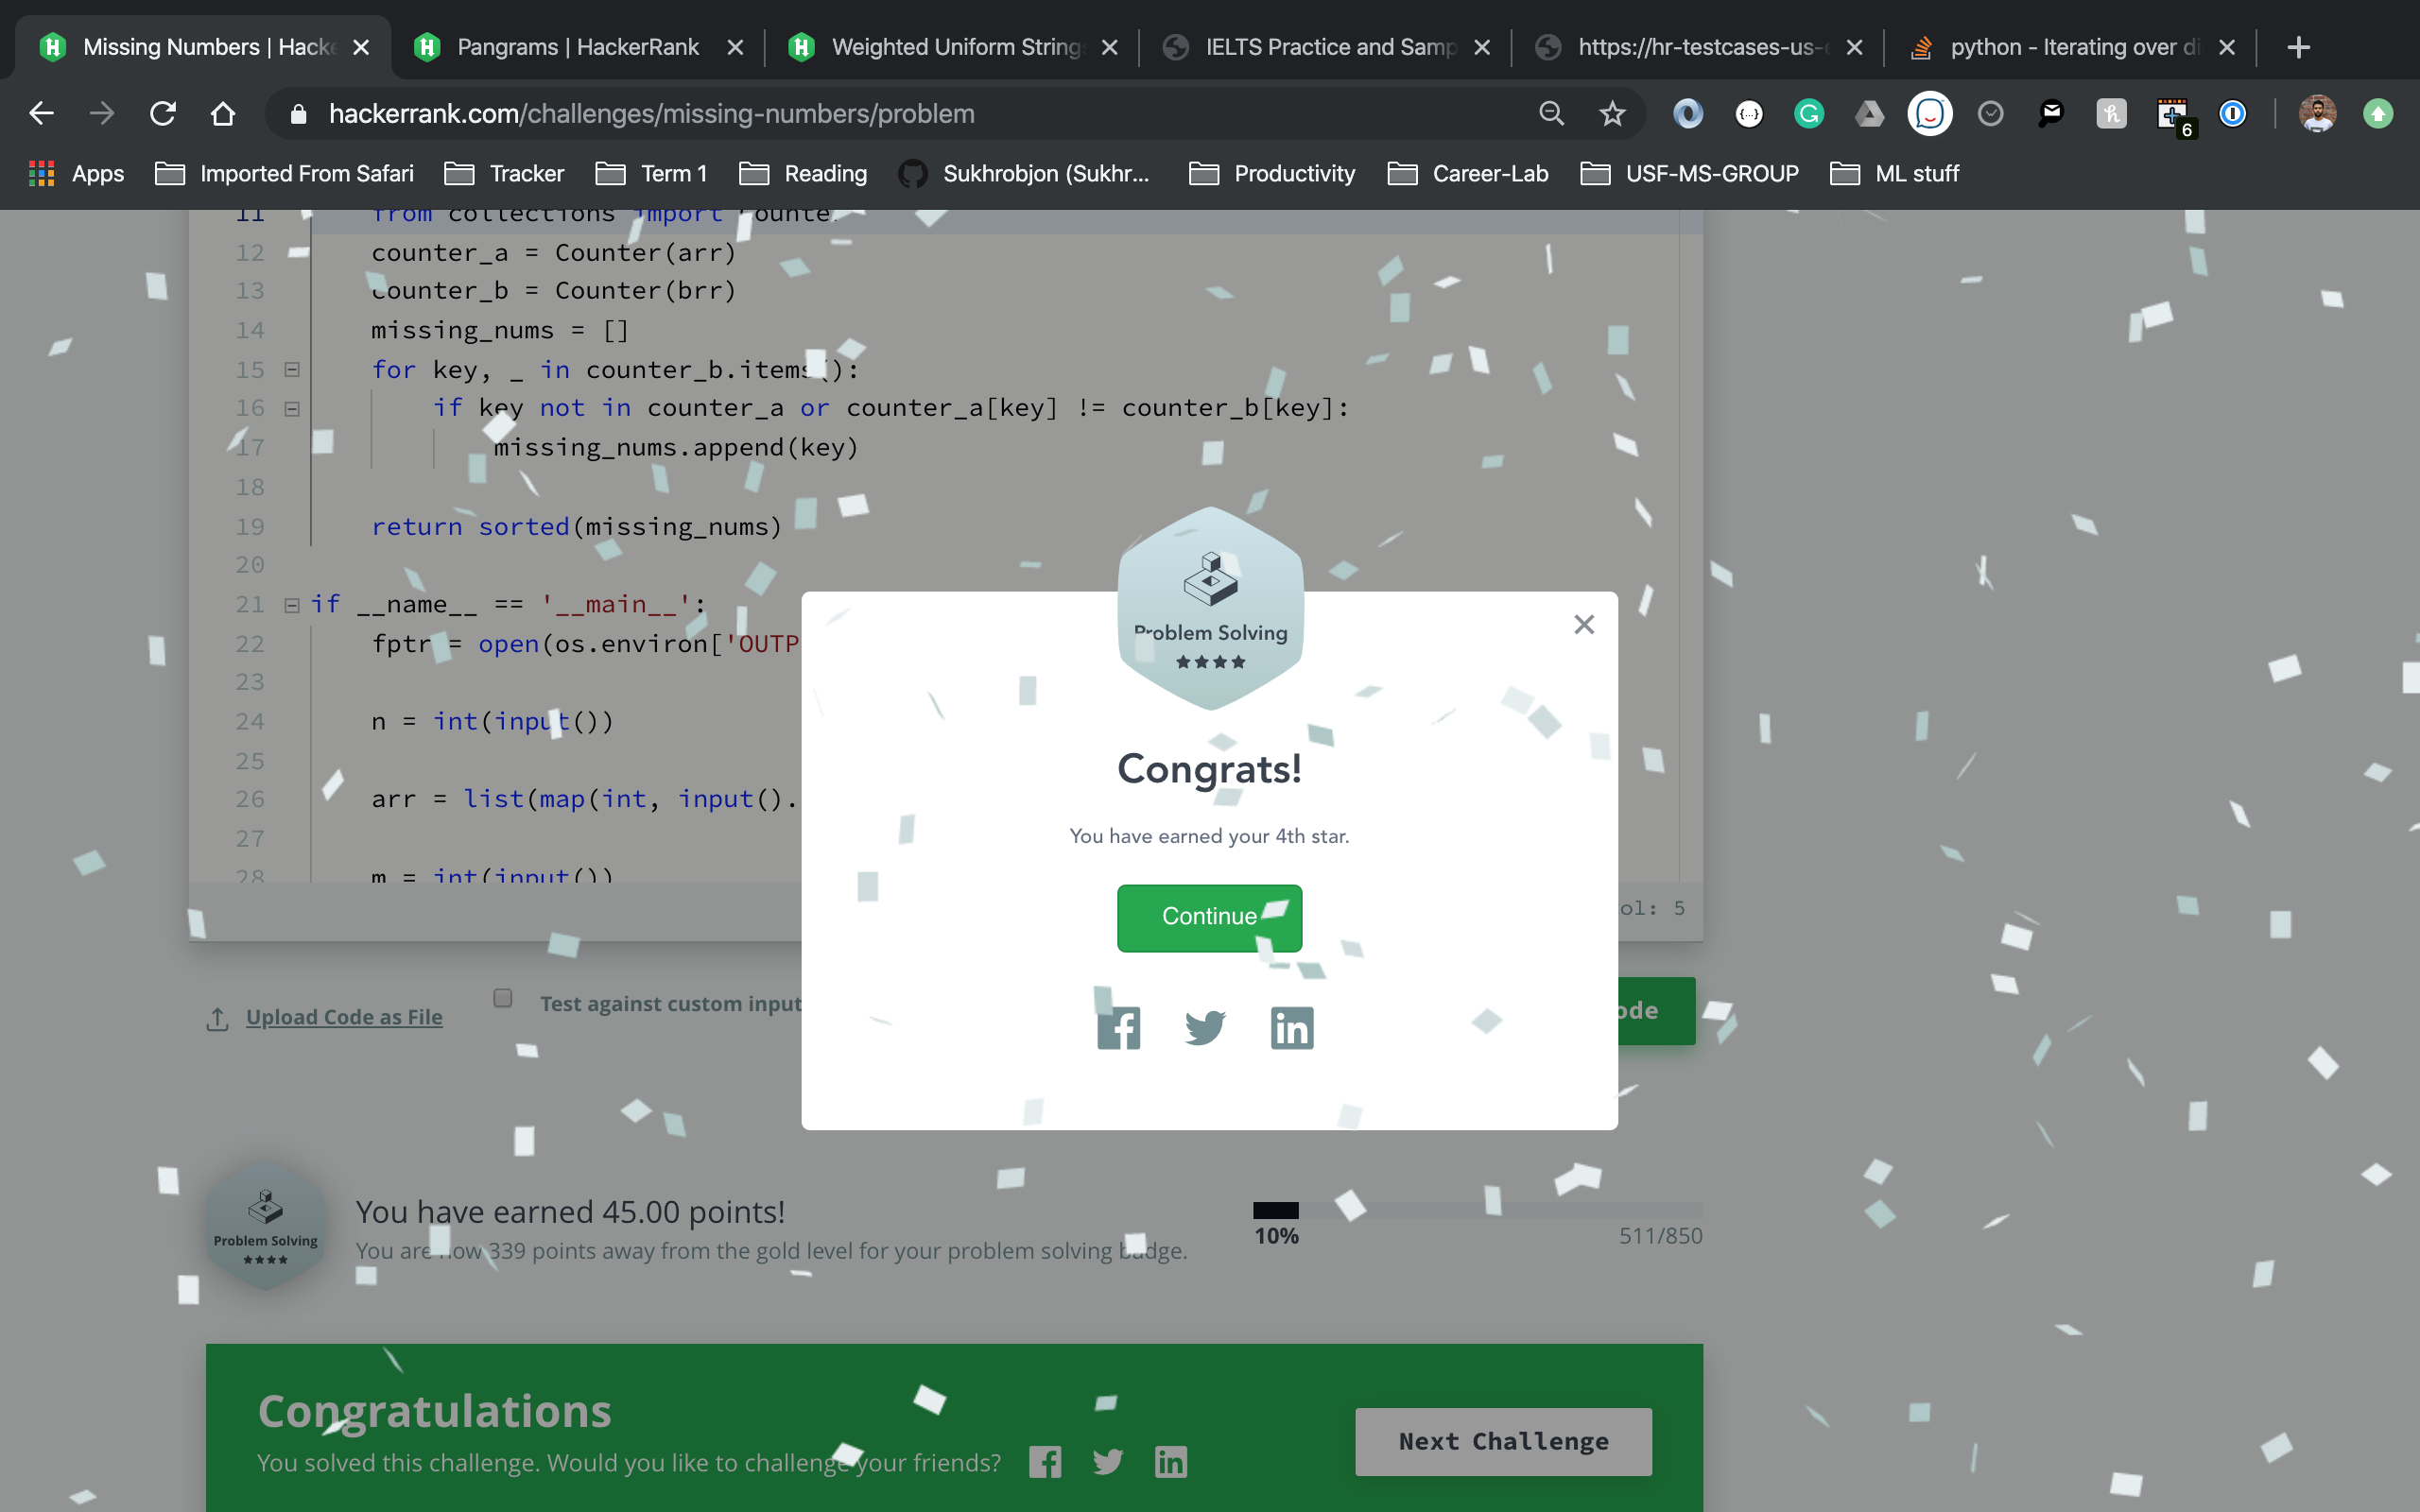 Missing Numbers | Hacke
Pangrams | HackerRank
Weighted Uniform Strings
IELTS Practice and Samp
https://hr-testcases-us-e
python - Iterating over di
hackerrank.com/challenges/missing-numbers/problem
6
Apps
Imported From Safari
Tracker
Term 1
Reading
Sukhrobjon (Sukhr...
Productivity
Career-Lab
USF-MS-GROUP
ML stuff
11 from collections import Counter
12 counter_a = Counter(arr)
13 counter_b = Counter(brr)
14 missing_nums = []
15 for key, _ in counter_b.items():
16 if key not in counter_a or counter_a[key] != counter_b[key]:
17 missing_nums.append(key)
18
19 return sorted(missing_nums)
20
21 if __name__ == '__main__':
22 fptr = open(os.environ['OUTP
23
24 n = int(input())
25
26 arr = list(map(int, input().
27
28 m = int(input())
ol: 5
Problem Solving
Congrats!
You have earned your 4th star.
Continue
Upload Code as File
Test against custom input
ode
Problem Solving
You have earned 45.00 points!
You are now 339 points away from the gold level for your problem solving badge.
10%
511/850
Congratulations
You solved this challenge. Would you like to challenge your friends?
Next Challenge